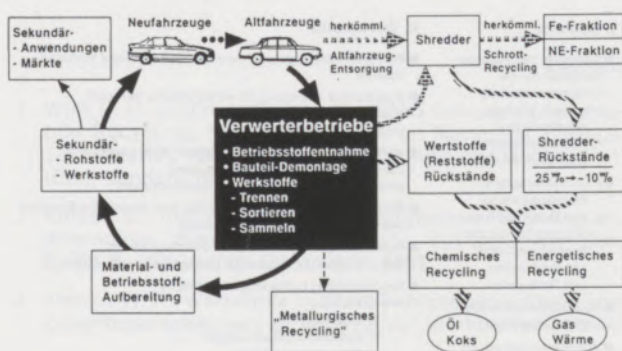 Neufahrzeuge
Altfahrzeuge
herkömml.
Altfahrzeug-
Entsorgung
Shredder
herkömml.
Schrott-
Recycling
Fe-Fraktion
NE-Fraktion
Sekundär-
- Anwendungen
- Märkte
Sekundär-
- Rohstoffe
- Werkstoffe
Verwerterbetriebe
• Betriebsstoffentnahme
• Bauteil-Demontage
• Werkstoffe
- Trennen
- Sortieren
- Sammeln
Wertstoffe
(Reststoffe)
Rückstände
Shredder-
Rückstände
Material- und
Betriebsstoff-
Aufbereitung
„Metallurgisches
Recycling"
Chemisches
Recycling
Energetisches
Recycling
Öl
Koks
Gas
Wärme